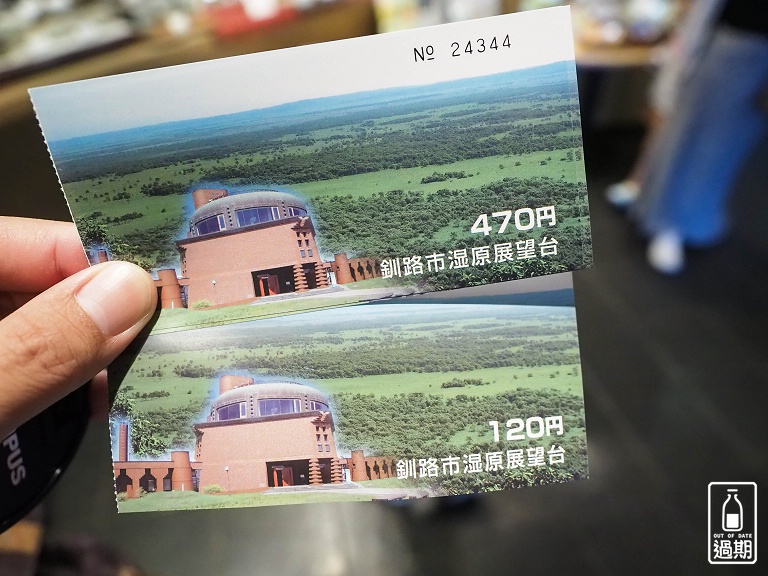 № 24344
470円
釧路市湿原展望台
120円
釧路市湿原展望台
PUS
OUT OF DATE
過期